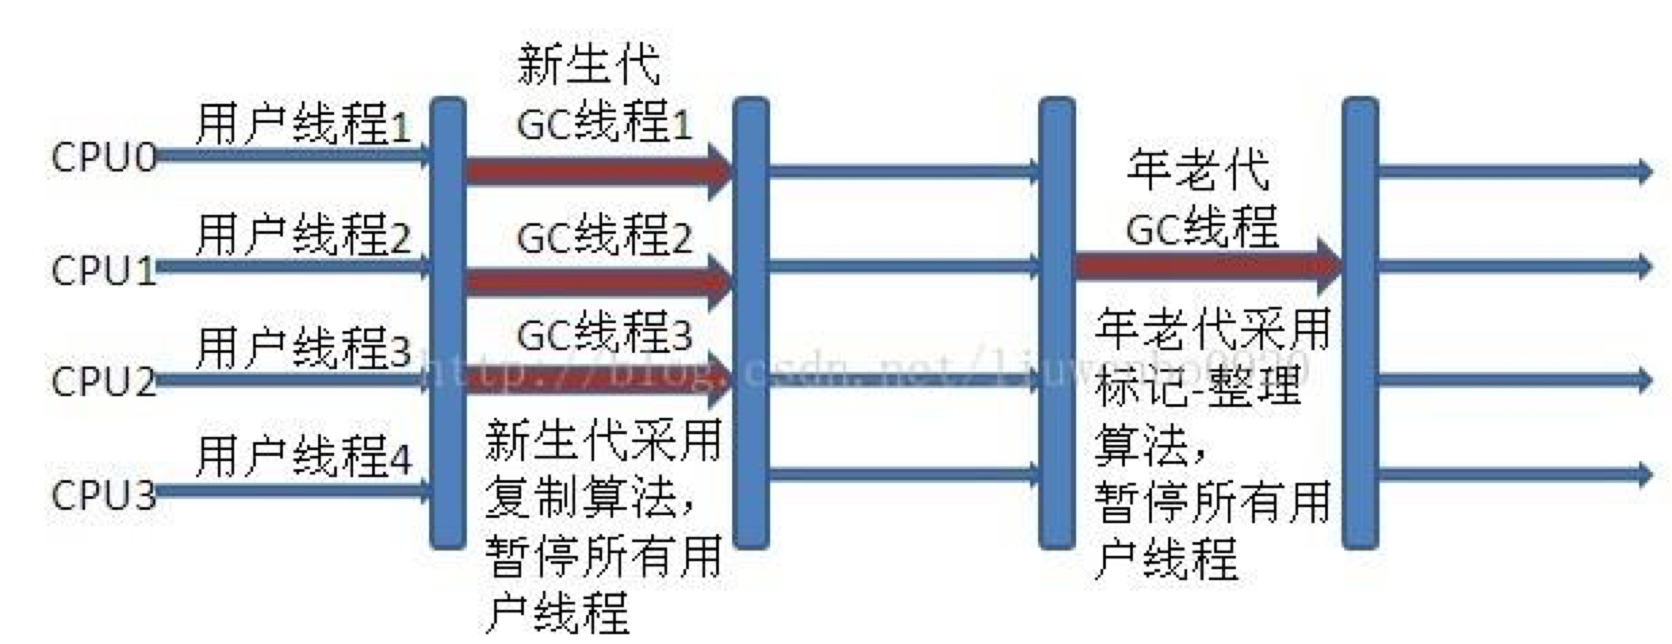 新生代
GC线程1
用户线程1
CPU0
用户线程2
GC线程2
CPU1
用户线程3
GC线程3
CPU2
用户线程4
CPU3
新生代采用
复制算法，
暂停所有用
户线程
年老代
GC线程
年老代采用
标记-整理
算法，
暂停所有用
户线程
http://blog.csdn.net/liuwenbo0920